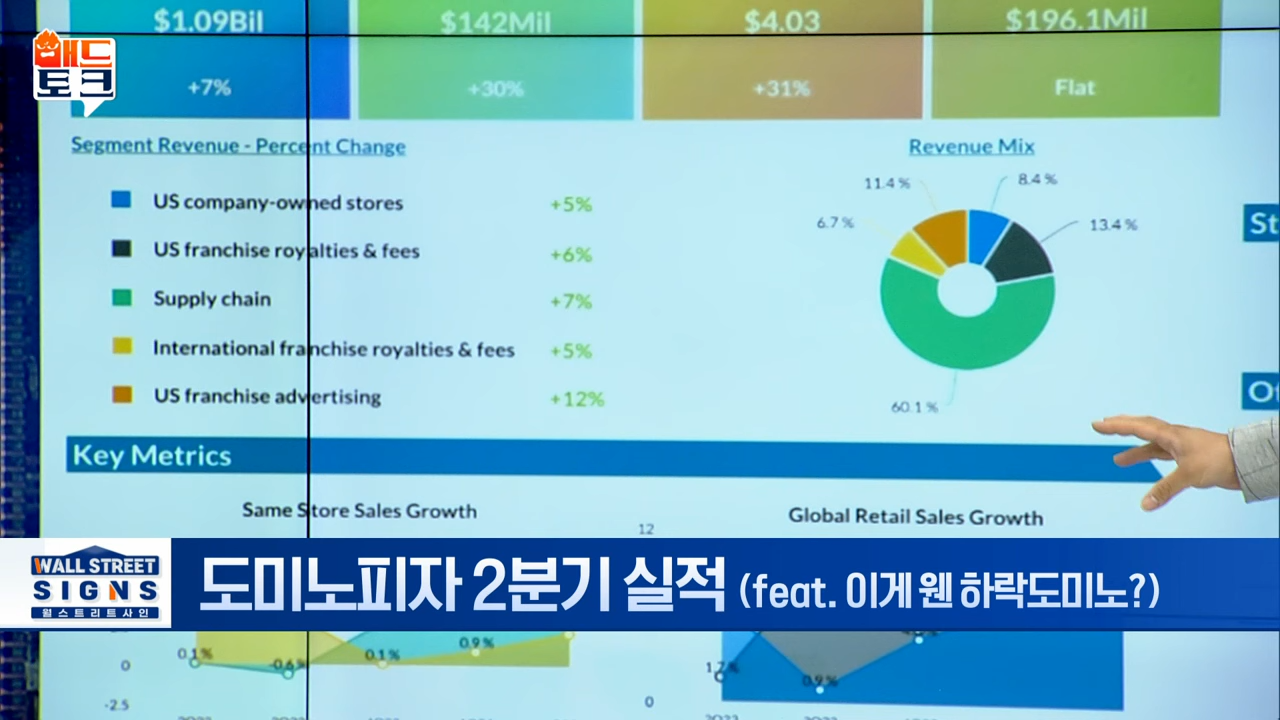 $1.09Bil
$142Mil
$4.03
$196.1Mil
매드
토크
+7%
+30%
+31%
Flat
Segment Revenue - Percent Change
Revenue Mix
US company-owned stores +5%
US franchise royalties & fees +6%
Supply chain +7%
International franchise royalties & fees +5%
US franchise advertising +12%
11.4 %
8.4 %
6.7 %
13.4 %
60.1 %
St
Ot
Key Metrics
Same Store Sales Growth
Global Retail Sales Growth
12
WALL STREET
SIGNS
월스트리트사인
도미노피자 2분기 실적 (feat. 이게 웬 하락도미노?)
0.1 %
-0.6%
0.1 %
0.9 %
0
-2.5
0.9 %
0